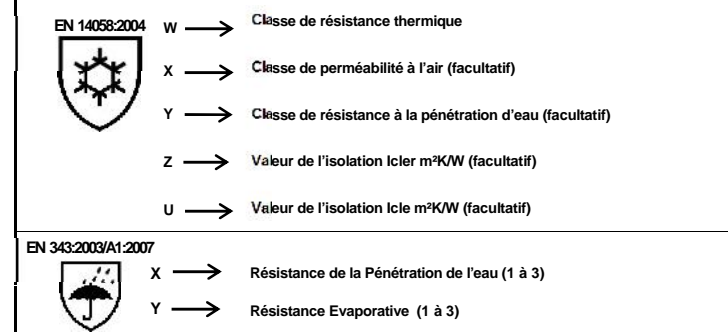 EN 14058:2004 W Classe de résistance thermique
X Classe de perméabilité à l'air (facultatif)
Y Classe de résistance à la pénétration d'eau (facultatif)
Z Valeur de l'isolation Icler m²K/W (facultatif)
U Valeur de l'isolation Icle m²K/W (facultatif)
EN 343:2003/A1:2007
X Résistance de la Pénétration de l'eau (1 à 3)
Y Résistance Evaporative (1 à 3)